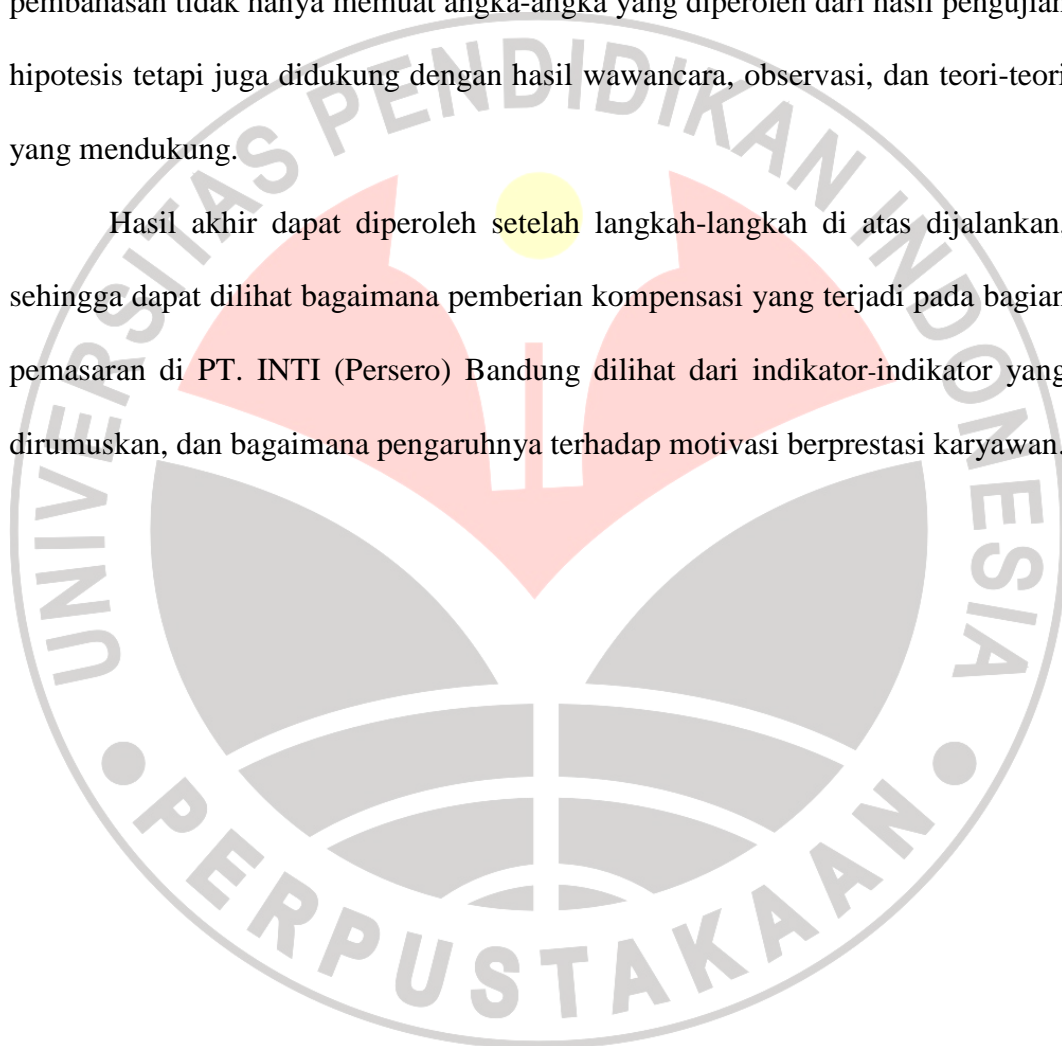 pembahasan tidak hanya memuat angka-angka yang diperoleh dari hasil pengujian
hipotesis tetapi juga didukung dengan hasil wawancara, observasi, dan teori-teori
yang mendukung.
Hasil akhir dapat diperoleh setelah langkah-langkah di atas dijalankan,
sehingga dapat dilihat bagaimana pemberian kompensasi yang terjadi pada bagian
pemasaran di PT. INTI (Persero) Bandung dilihat dari indikator-indikator yang
dirumuskan, dan bagaimana pengaruhnya terhadap motivasi berprestasi karyawan.
UNIVERSITAS PENDIDIKAN INDONESIA
PERPUSTAKAAN